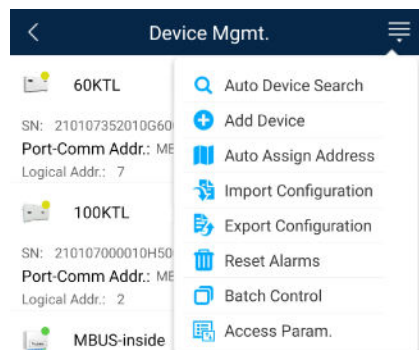 Device Mgmt.
60KTL
SN: 210107352010G60
Port-Comm Addr.: ME
Logical Addr.: 7
100KTL
SN: 210107000010H50
Port-Comm Addr.: ME
Logical Addr.: 2
MBUS-inside
Auto Device Search
Add Device
Auto Assign Address
Import Configuration
Export Configuration
Reset Alarms
Batch Control
Access Param.